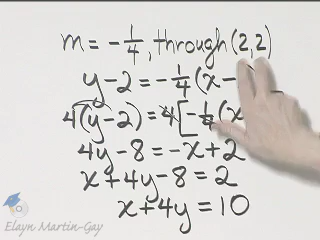 m = -1/4, through (2,2)
y-2 = -1/4 (x-
4(y-2) = 4[-1/4(x
4y-8 = -x+2
x+4y-8 = 2
x+4y = 10
Elayn Martin-Gay